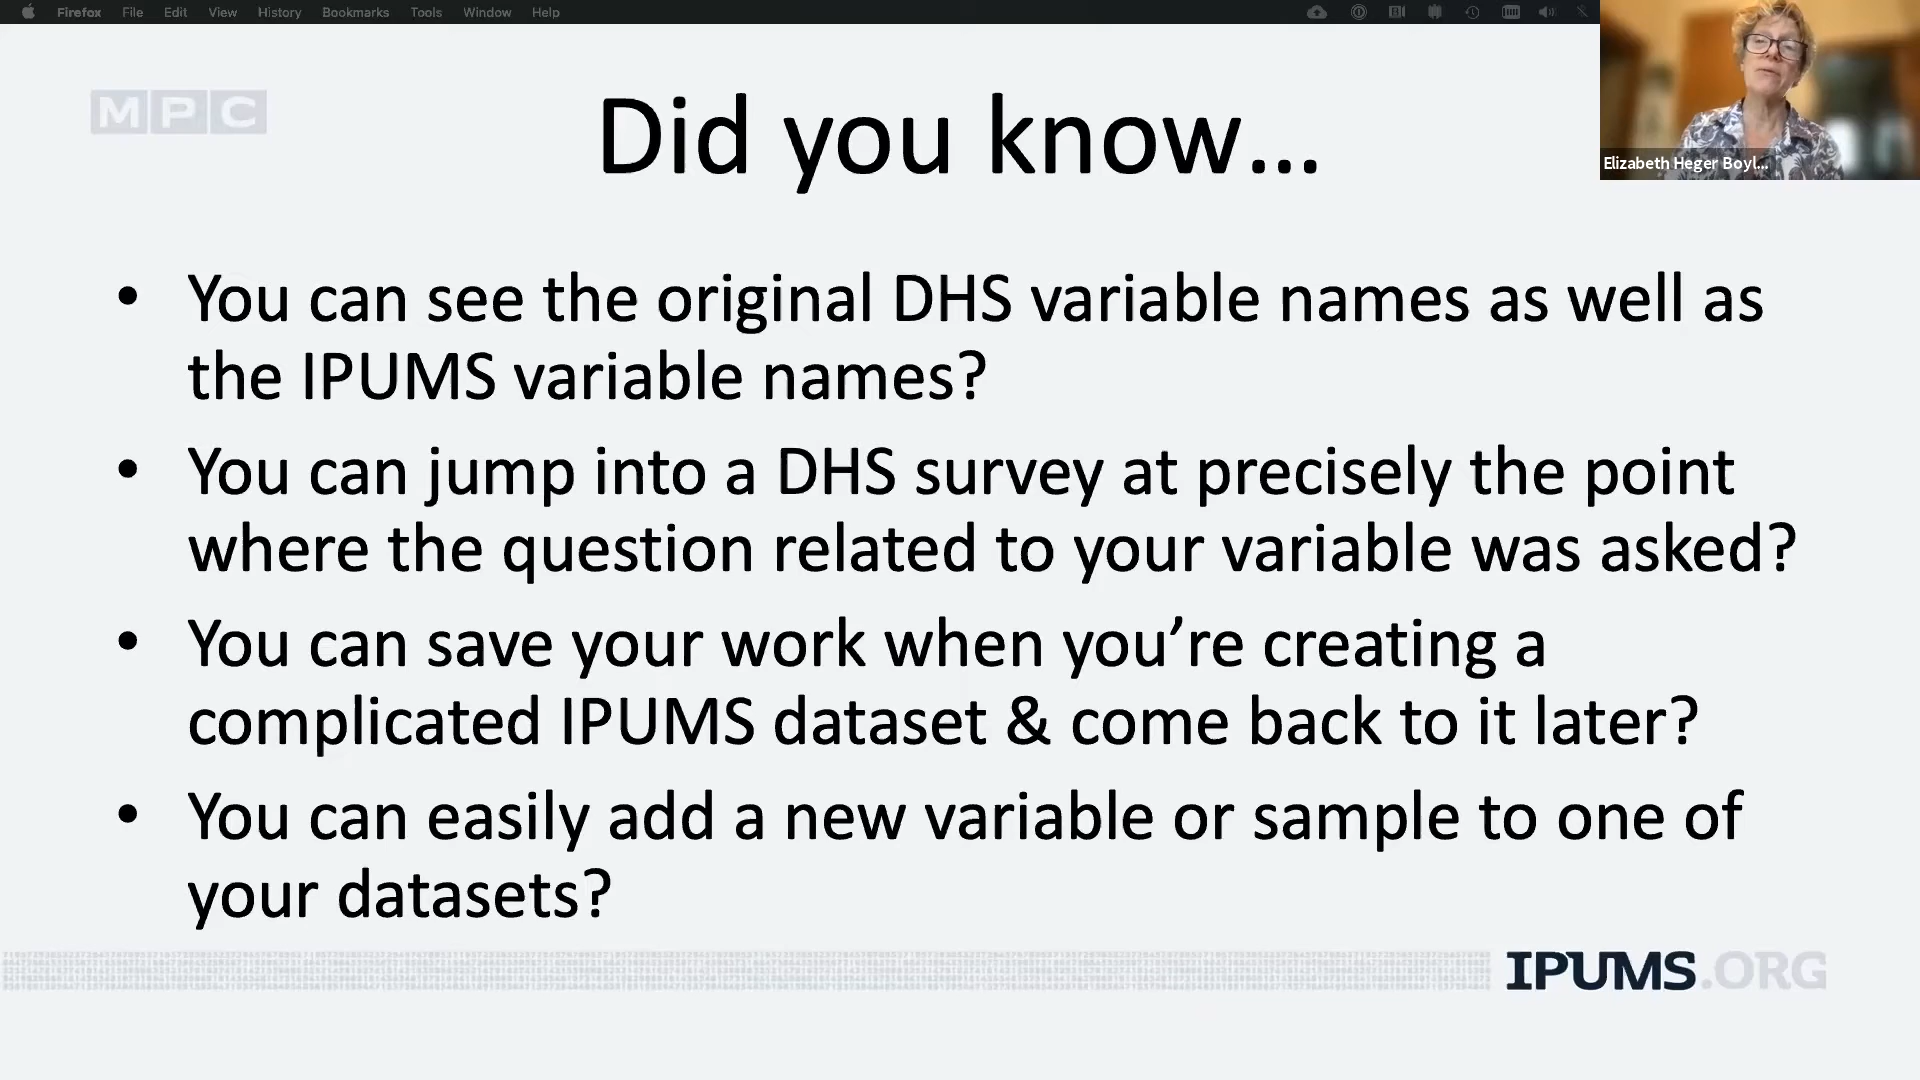 Firefox File Edit View History Bookmarks Tools Window Help
MPC
Did you know...
Elizabeth Heger Boyl...
• You can see the original DHS variable names as well as
the IPUMS variable names?
• You can jump into a DHS survey at precisely the point
where the question related to your variable was asked?
• You can save your work when you’re creating a
complicated IPUMS dataset & come back to it later?
• You can easily add a new variable or sample to one of
your datasets?
IPUMS.ORG